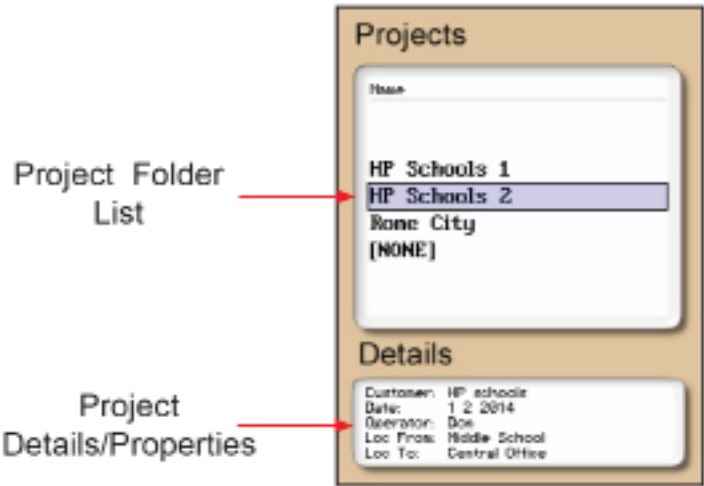 Projects
Name
Project Folder
List
HP Schools 1
HP Schools 2
Rome City
[NONE]
Details
Project
Details/Properties
Customer: HP schools
Date: 1 2 2014
Operator: Don
Loc From: Middle School
Loc To: Central Office